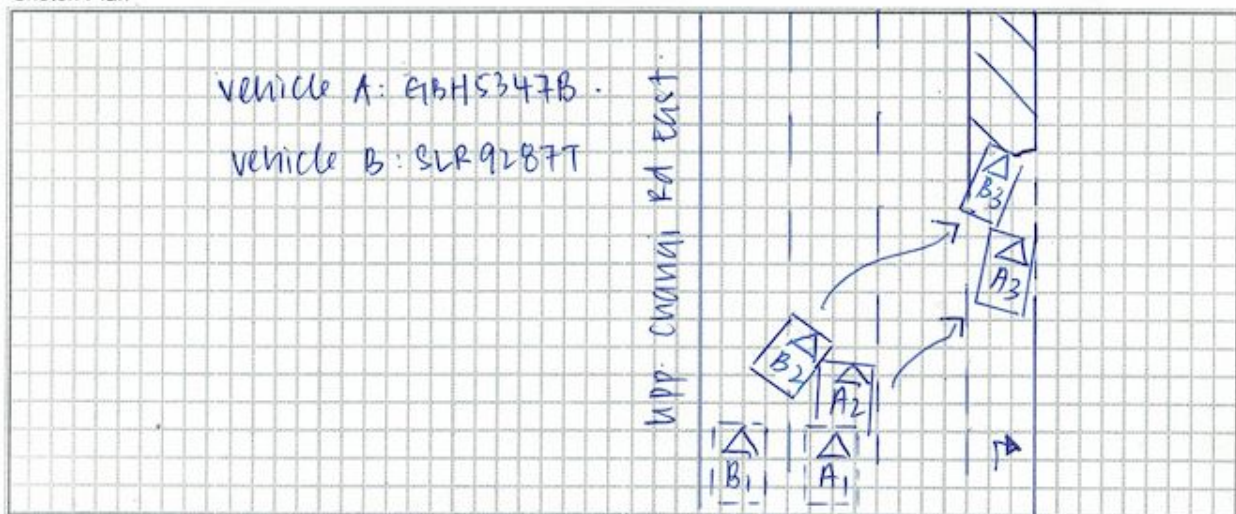 vehicle A: GBH5347B.
vehicle B: SLR9287T
Upp. Changi Rd East.
B3
A3
B2
A2
B1
A1